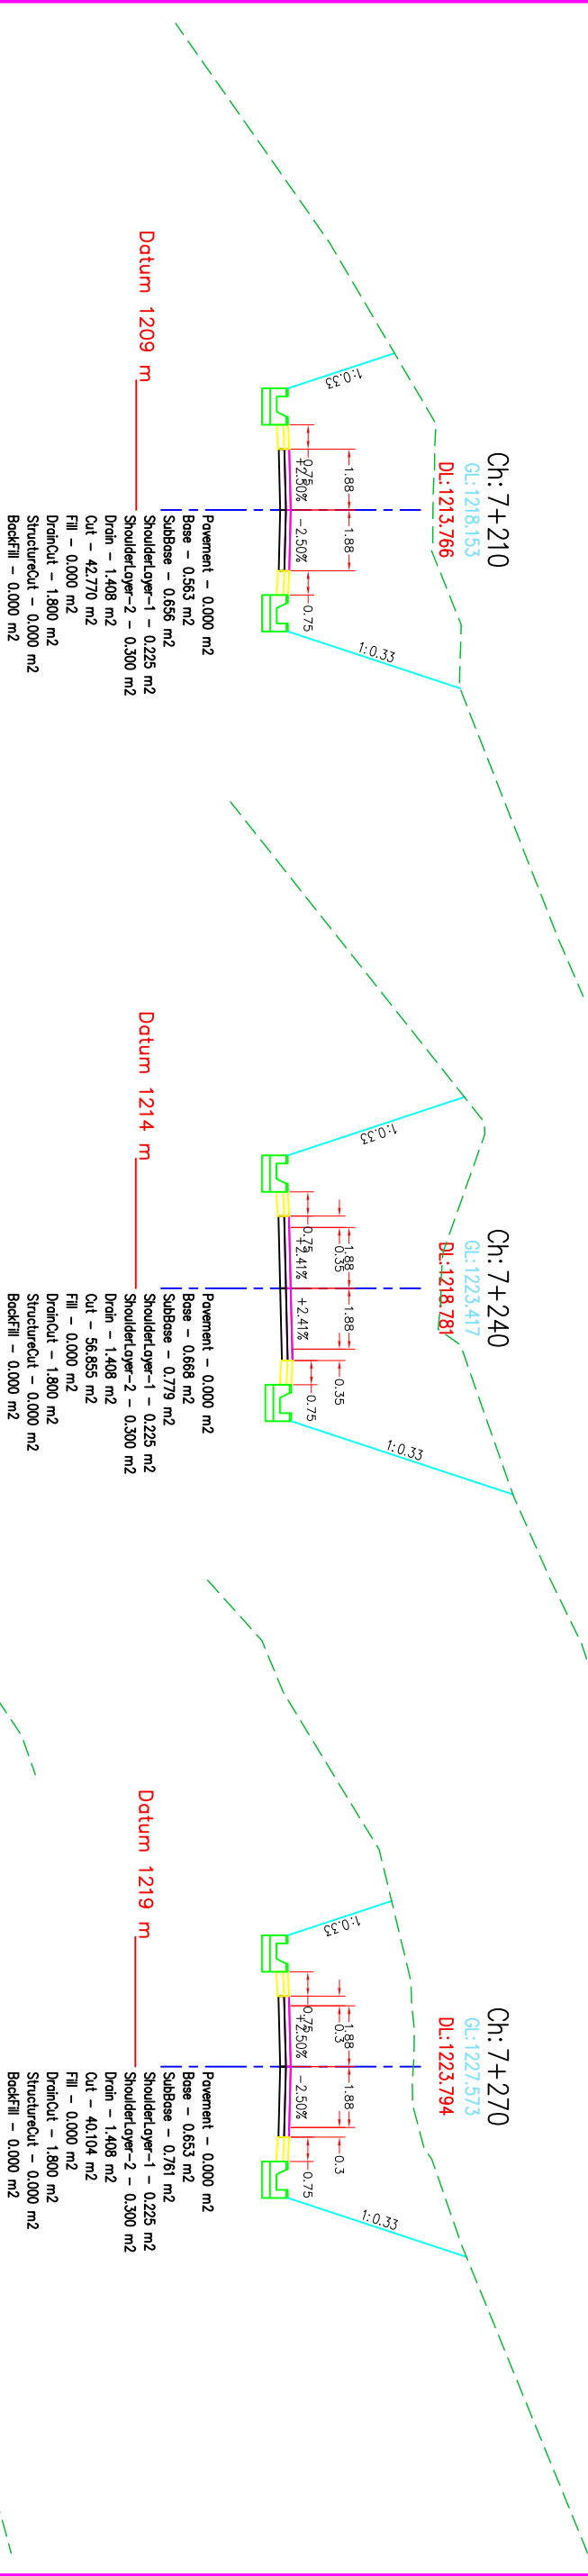 Ch: 7+210
GL:1218.153
DL:1213.766
1:0.33
1:0.33
1.88
1.88
0.75
0.75
+2.50%
-2.50%
Datum 1209 m
Pavement - 0.000 m2
Base - 0.563 m2
SubBase - 0.656 m2
ShoulderLayer-1 - 0.225 m2
ShoulderLayer-2 - 0.300 m2
Drain - 1.408 m2
Cut - 42.770 m2
Fill - 0.000 m2
DrainCut - 1.800 m2
StructureCut - 0.000 m2
BackFill - 0.000 m2
Ch: 7+240
GL:1223.417
DL:1218.781
1:0.33
1:0.33
1.88
1.88
0.35
0.35
0.75
0.75
+2.41%
+2.41%
Datum 1214 m
Pavement - 0.000 m2
Base - 0.668 m2
SubBase - 0.779 m2
ShoulderLayer-1 - 0.225 m2
ShoulderLayer-2 - 0.300 m2
Drain - 1.408 m2
Cut - 56.855 m2
Fill - 0.000 m2
DrainCut - 1.800 m2
StructureCut - 0.000 m2
BackFill - 0.000 m2
Ch: 7+270
GL:1227.573
DL:1223.794
1:0.33
1:0.33
1.88
1.88
0.3
0.3
0.75
0.75
+2.50%
-2.50%
Datum 1219 m
Pavement - 0.000 m2
Base - 0.653 m2
SubBase - 0.761 m2
ShoulderLayer-1 - 0.225 m2
ShoulderLayer-2 - 0.300 m2
Drain - 1.408 m2
Cut - 40.104 m2
Fill - 0.000 m2
DrainCut - 1.800 m2
StructureCut - 0.000 m2
BackFill - 0.000 m2